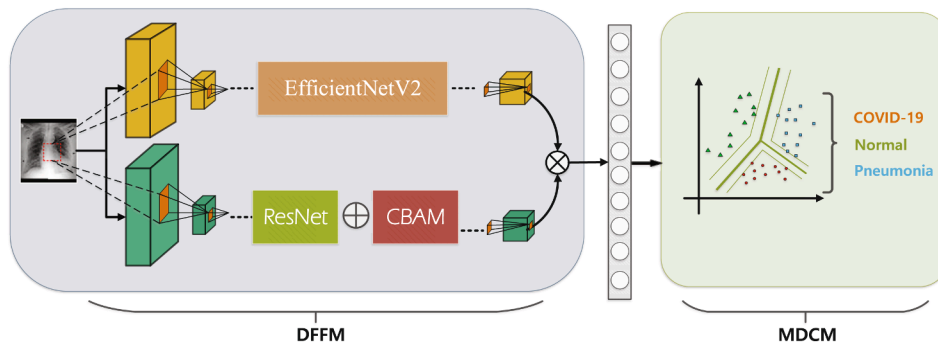 EfficientNetV2
ResNet
CBAM
COVID-19
Normal
Pneumonia
DFFM
MDCM